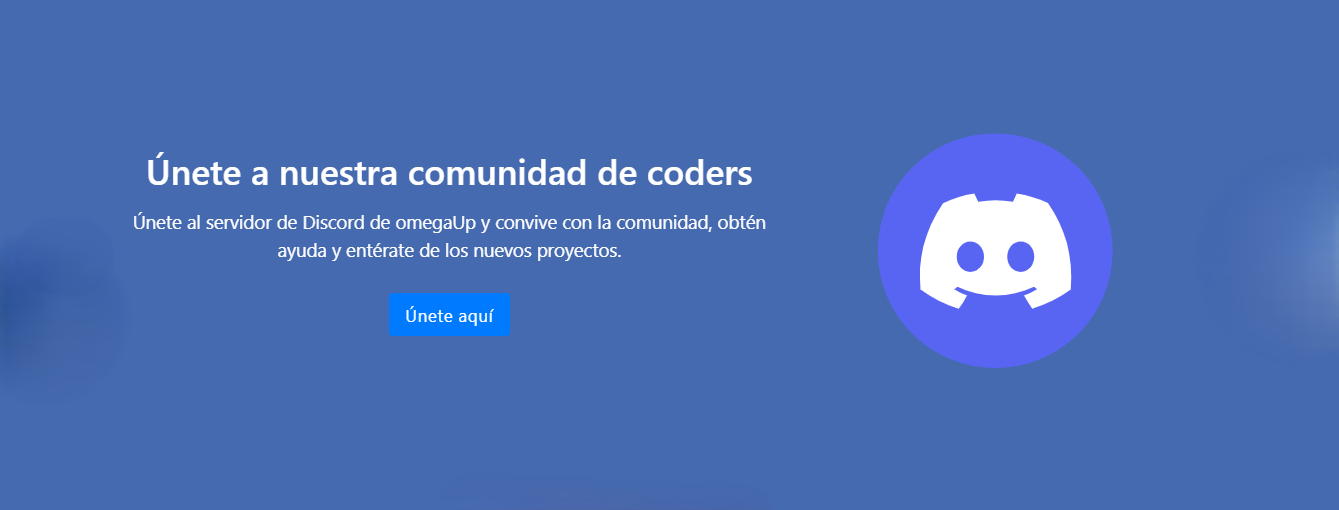 Únete a nuestra comunidad de coders
Únete al servidor de Discord de omegaUp y convive con la comunidad, obtén
ayuda y entérate de los nuevos proyectos.
Únete aquí